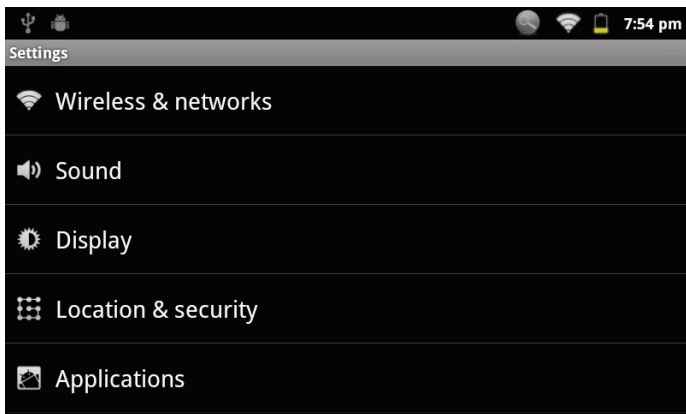 7:54 pm
Settings
Wireless & networks
Sound
Display
Location & security
Applications